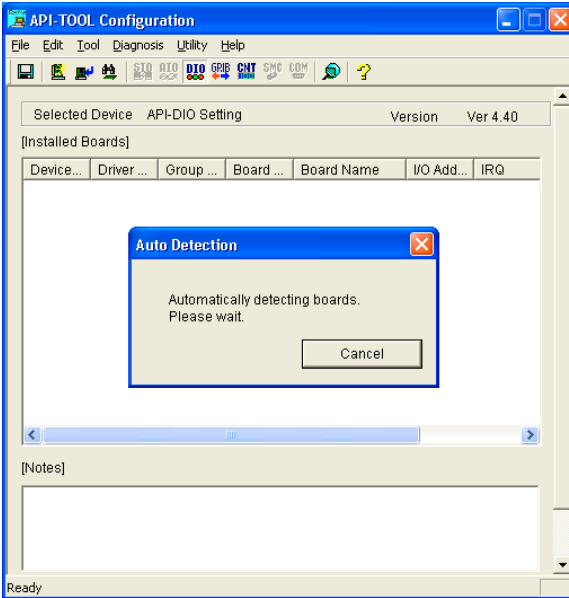 API-TOOL Configuration
File Edit Tool Diagnosis Utility Help
SIO AIO DIO GPIB CNT SMC COM
Selected Device API-DIO Setting Version Ver 4.40
[Installed Boards]
Device... Driver ... Group ... Board ... Board Name I/O Add... IRQ
Auto Detection
Automatically detecting boards.
Please wait.
Cancel
[Notes]
Ready